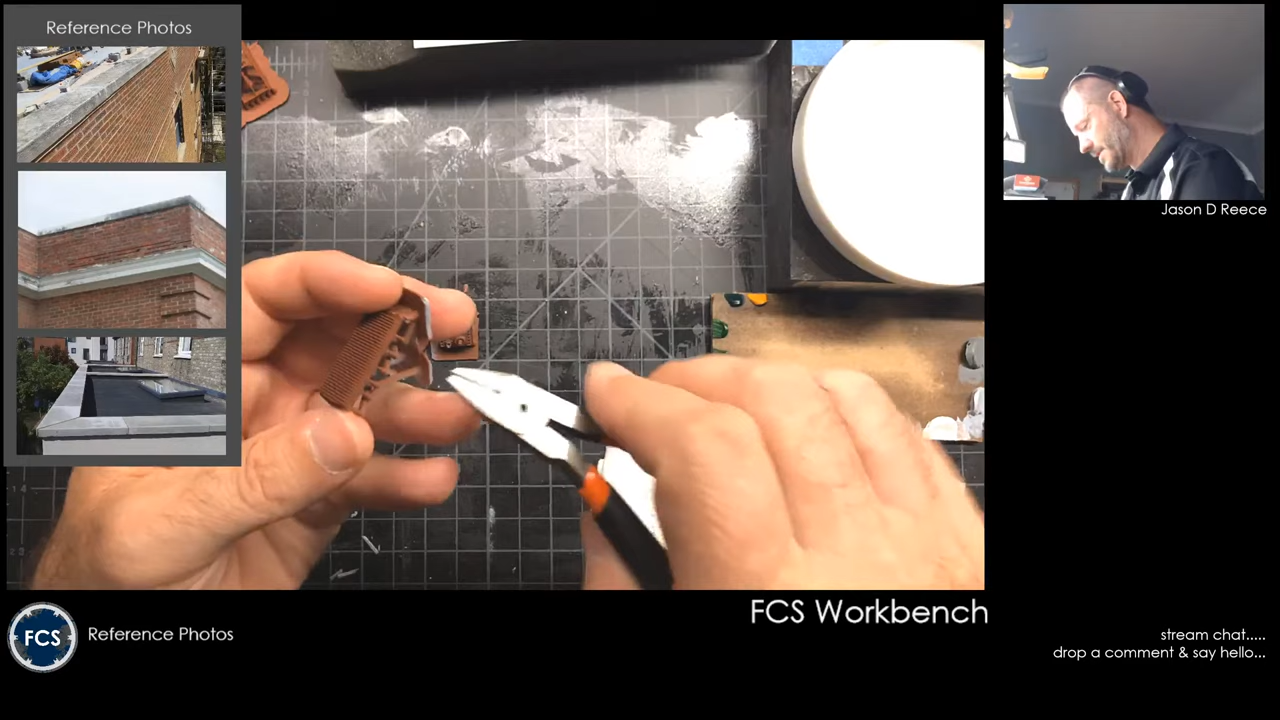 Reference Photos
Jason D Reece
FCS Workbench
FCS
Reference Photos
stream chat.....
drop a comment & say hello...